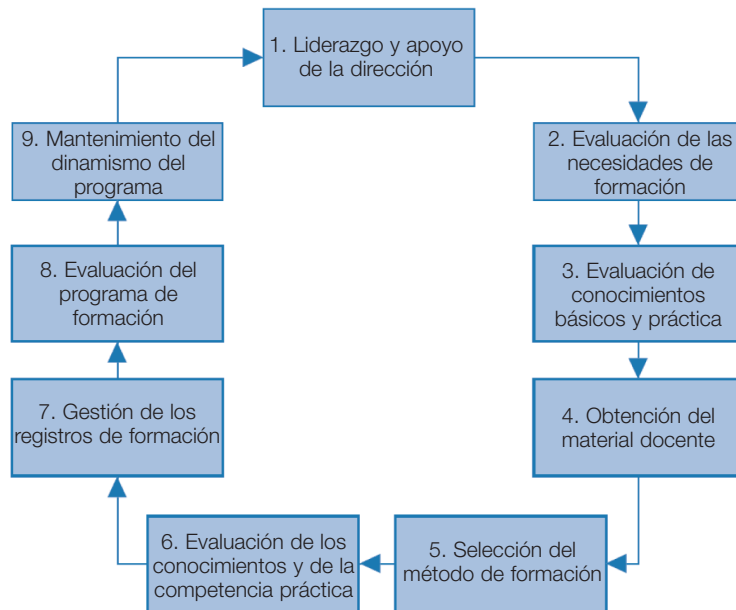 1. Liderazgo y apoyo
de la dirección
2. Evaluación de las
necesidades de
formación
3. Evaluación de
conocimientos
básicos y práctica
4. Obtención del
material docente
5. Selección del
método de formación
6. Evaluación de los
conocimientos y de la
competencia práctica
7. Gestión de los
registros de formación
8. Evaluación del
programa de
formación
9. Mantenimiento del
dinamismo del
programa